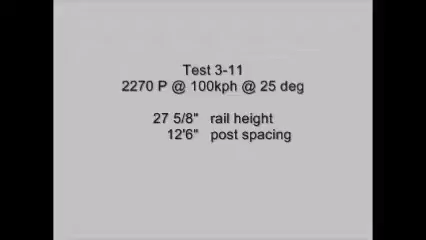 Test 3-11
2270 P @ 100kph @ 25 deg
27 5/8" rail height
12'6" post spacing